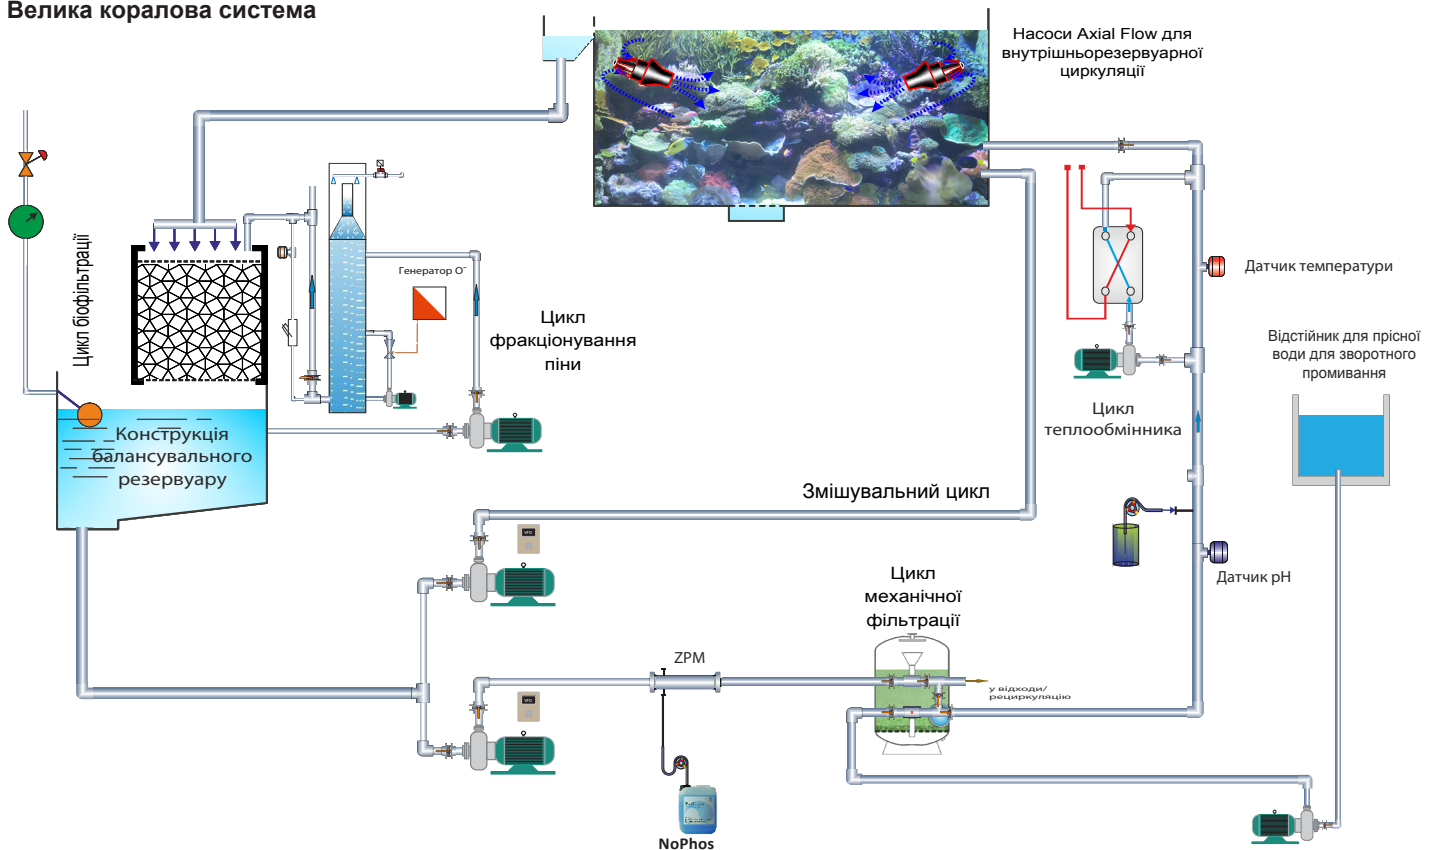 Велика коралова система
Насоси Axial Flow для
внутрішньорезервуарної
циркуляції
Цикл біофільтрації
Генератор О¯
Цикл
фракціонування
піни
Датчик температури
Відстійник для прісної
води для зворотного
промивання
Цикл
теплообмінника
Конструкція
балансувального
резервуару
Змішувальний цикл
VFD
Датчик pH
Цикл
механічної
фільтрації
ZPM
у відходи/
рециркуляцію
VFD
NoPhos